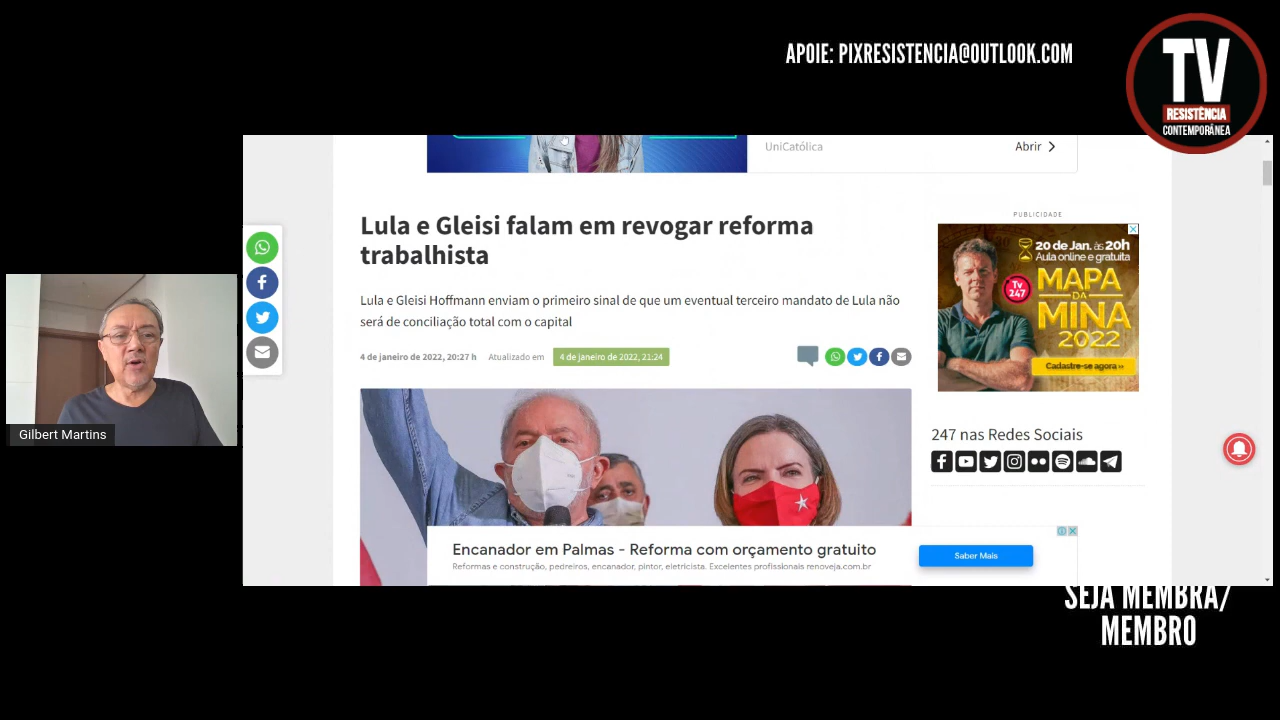 APOIE: PIXRESISTENCIA@OUTLOOK.COM
TV
RESISTÊNCIA
CONTEMPORÂNEA
UniCatólica
Abrir
Lula e Gleisi falam em revogar reforma
trabalhista
Lula e Gleisi Hoffmann enviam o primeiro sinal de que um eventual terceiro mandato de Lula não
será de conciliação total com o capital
4 de janeiro de 2022, 20:27 h Atualizado em 4 de janeiro de 2022, 21:24
PUBLICIDADE
20 de Jan. às 20h
Aula online e gratuita
Tv
247
MAPA
DA
MINA
2022
Cadastre-se agora
247 nas Redes Sociais
Gilbert Martins
Encanador em Palmas - Reforma com orçamento gratuito
Reformas e construção, pedreiros, encanador, pintor, eletricista. Excelentes profissionais renoveja.com.br
Saber Mais
SEJA MEMBRA/
MEMBRO